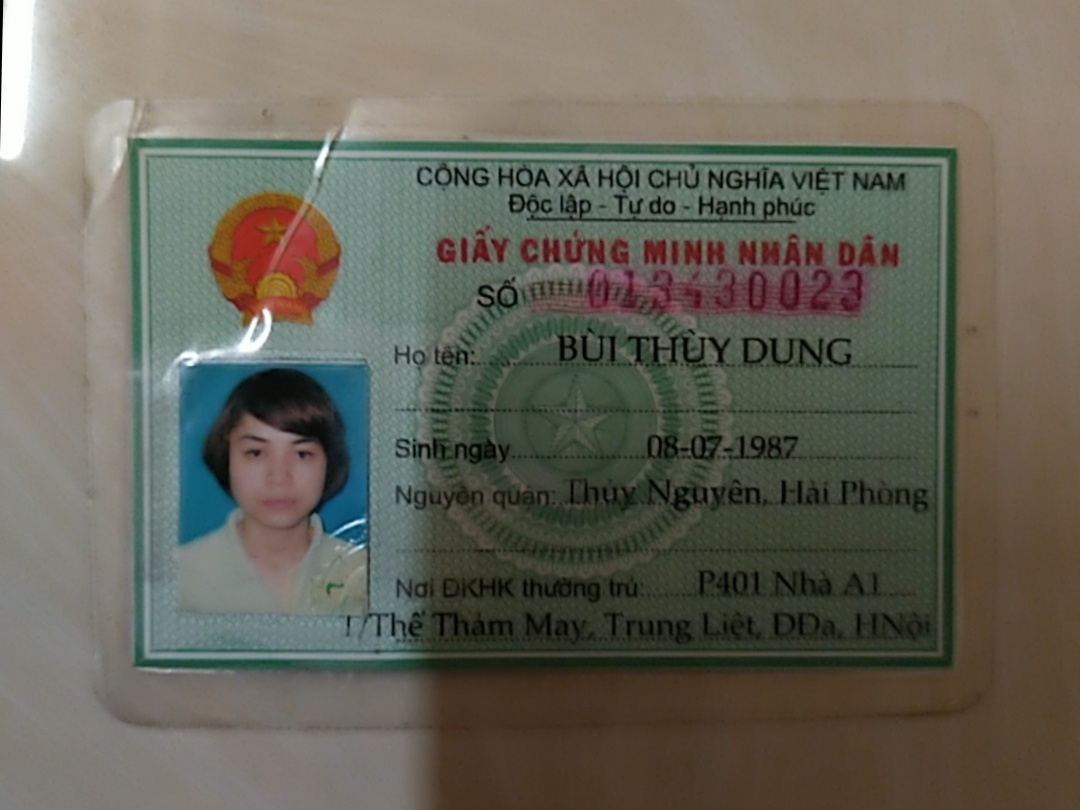 CỘNG HÒA XÃ HỘI CHỦ NGHĨA VIỆT NAM
Độc lập - Tự do - Hạnh phúc
GIẤY CHỨNG MINH NHÂN DÂN
SỐ 013430023
Họ tên: BÙI THÙY DUNG
Sinh ngày 08-07-1987
Nguyên quán: Thủy Nguyên, Hải Phòng
Nơi ĐKHK thường trú: P401 Nhà A1
T/Thể Thảm May, Trung Liệt, ĐĐa, HNội